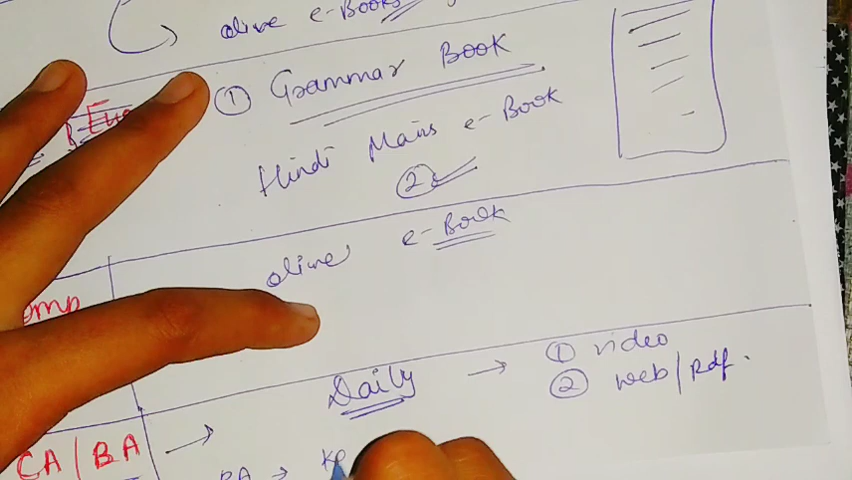 olive e-Books
① Grammar Book
Hindi Mains e-Book
②
olive e-Book
Daily → ① video
② web/Pdf.
CA/BA →
BA →